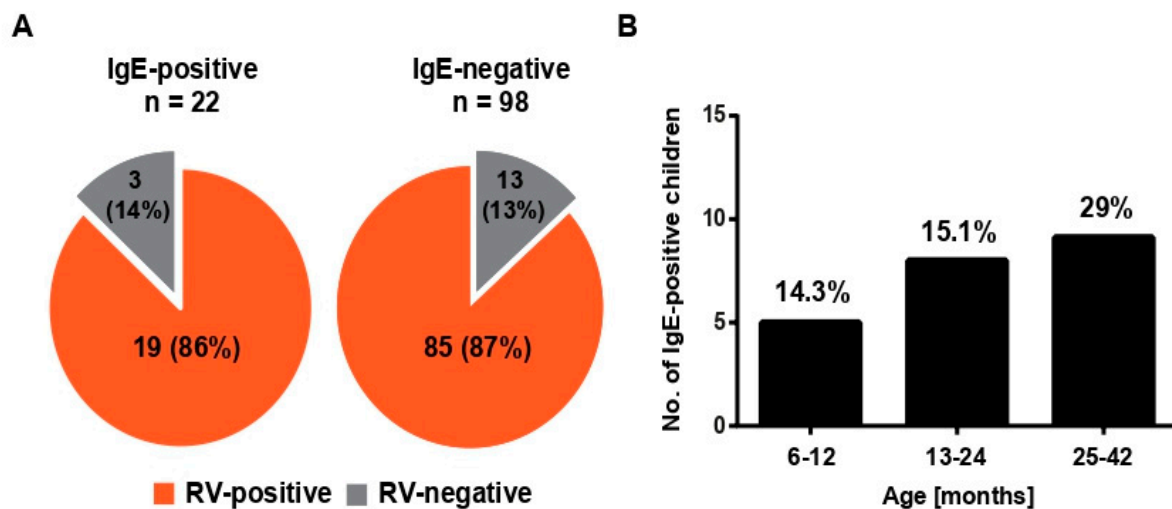 A
IgE-positive
n = 22
3
(14%)
19 (86%)
IgE-negative
n = 98
13
(13%)
85 (87%)
RV-positive
RV-negative
B
No. of IgE-positive children
15
10
5
0
14.3%
15.1%
29%
6-12
13-24
25-42
Age [months]